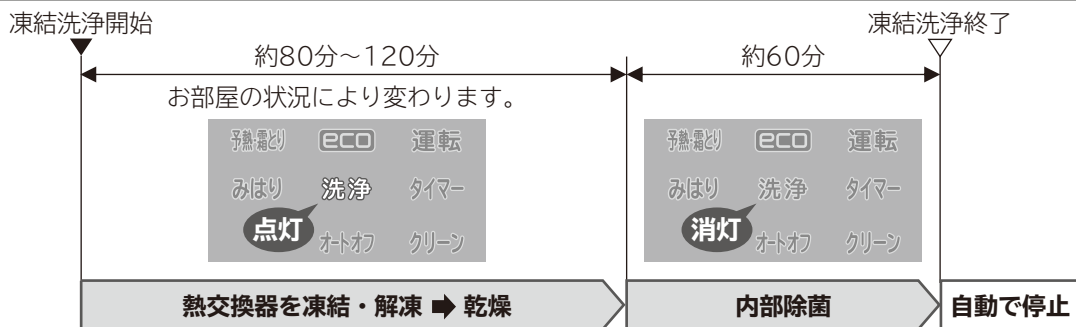 凍結洗浄開始
凍結洗浄終了
約80分～120分
約60分
お部屋の状況により変わります。
予熱・霜とり eco 運転
みはり 洗浄 タイマー
点灯 オートオフ クリーン
予熱・霜とり eco 運転
みはり 洗浄 タイマー
消灯 オートオフ クリーン
熱交換器を凍結・解凍 ➡ 乾燥
内部除菌
自動で停止